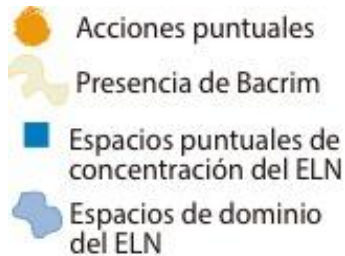 Acciones puntuales
Presencia de Bacrim
Espacios puntuales de
concentración del ELN
Espacios de dominio
del ELN